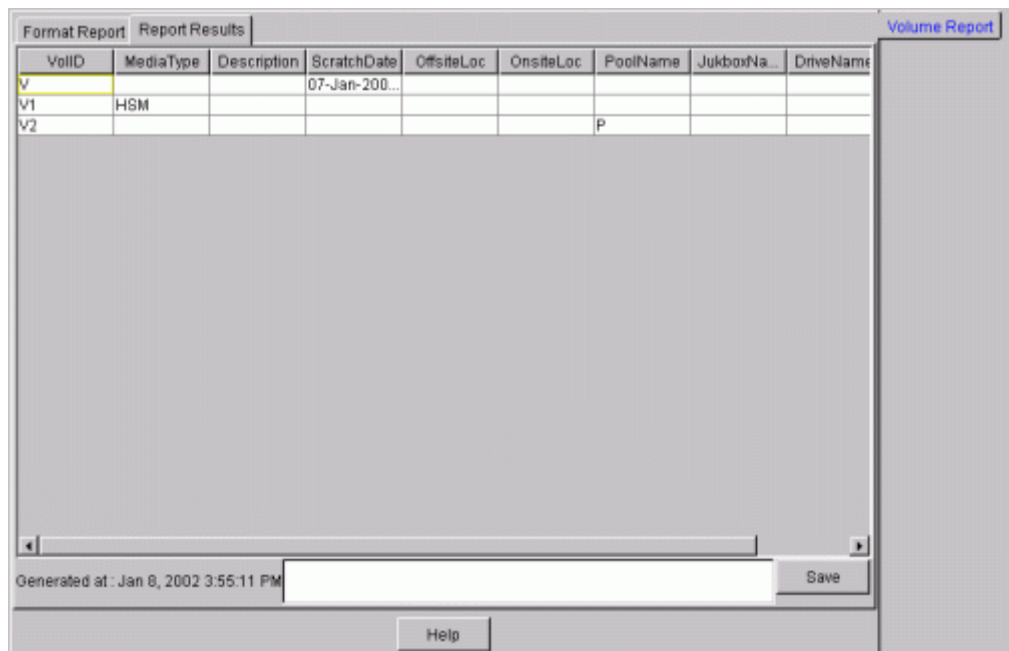 Format Report Report Results Volume Report
VolID MediaType Description ScratchDate OffsiteLoc OnsiteLoc PoolName JukboxNa... DriveName
V 07-Jan-200...
V1 HSM
V2 P
Generated at : Jan 8, 2002 3:55:11 PM Save
Help